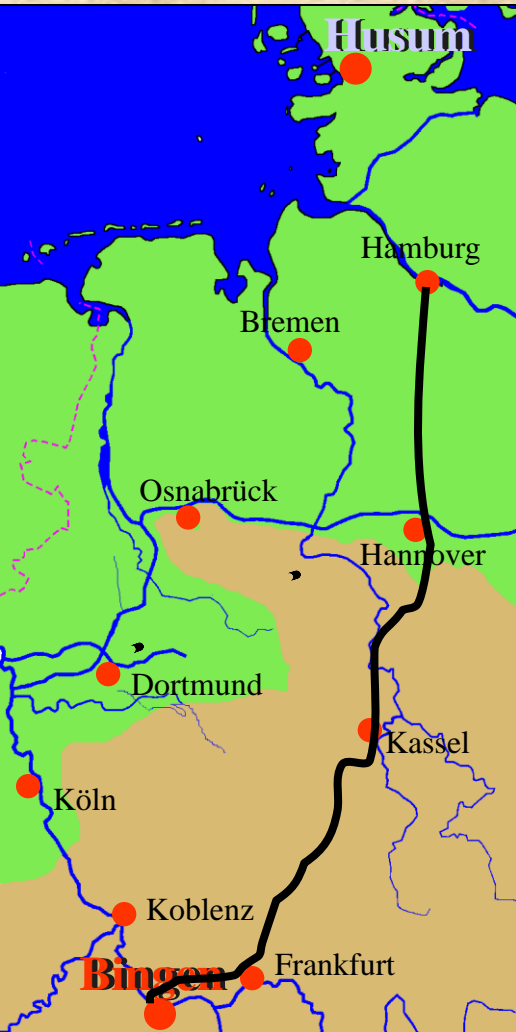 Husum
Hamburg
Bremen
Osnabrück
Hannover
Dortmund
Kassel
Köln
Koblenz
Bingen
Frankfurt